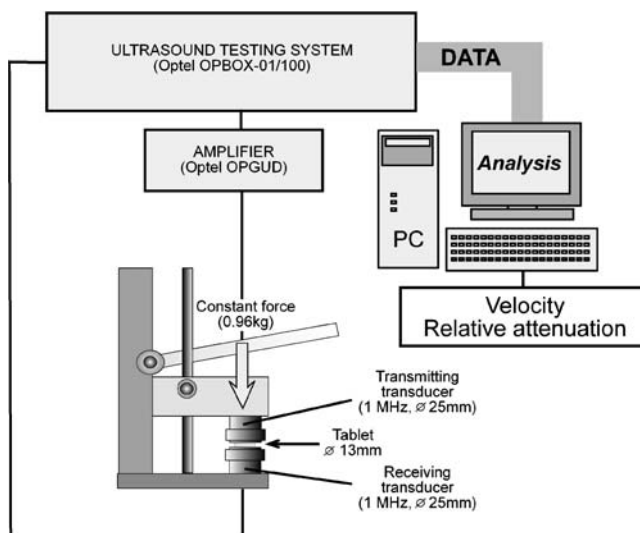 ULTRASOUND TESTING SYSTEM
(Optel OPBOX-01/100)
DATA
AMPLIFIER
(Optel OPGUD)
Analysis
PC
Velocity
Relative attenuation
Constant force
(0.96kg)
Transmitting
transducer
(1 MHz, ⌀ 25mm)
Tablet
⌀ 13mm
Receiving
transducer
(1 MHz, ⌀ 25mm)